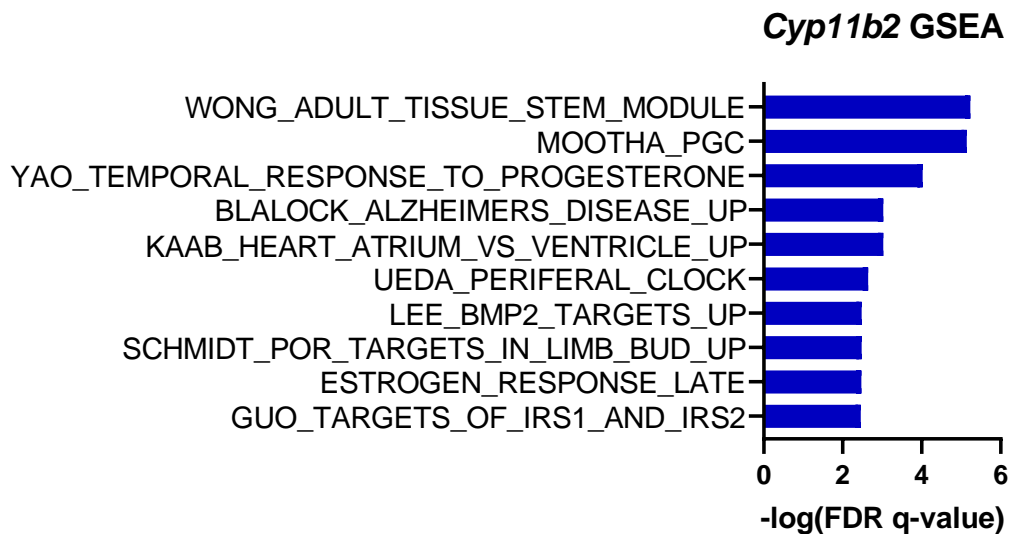 Cyp11b2 GSEA
WONG_ADULT_TISSUE_STEM_MODULE
MOOTHA_PGC
YAO_TEMPORAL_RESPONSE_TO_PROGESTERONE
BLALOCK_ALZHEIMERS_DISEASE_UP
KAAB_HEART_ATRIUM_VS_VENTRICLE_UP
UEDA_PERIFERAL_CLOCK
LEE_BMP2_TARGETS_UP
SCHMIDT_POR_TARGETS_IN_LIMB_BUD_UP
ESTROGEN_RESPONSE_LATE
GUO_TARGETS_OF_IRS1_AND_IRS2
0 2 4 6
-log(FDR q-value)